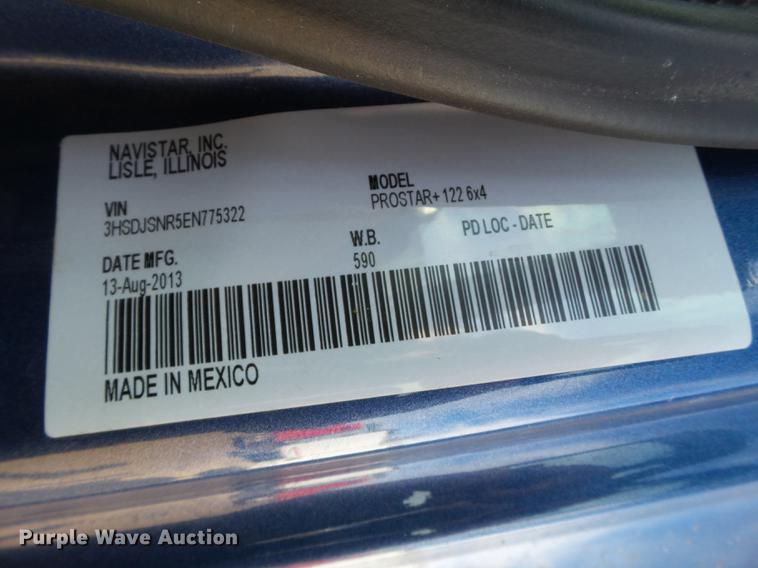 NAVISTAR, INC.
LISLE, ILLINOIS
VIN
3HSDJSNR5EN775322
MODEL
PROSTAR+ 122 6x4
DATE MFG.
13-Aug-2013
W.B.
590
PD LOC - DATE
MADE IN MEXICO
Purple Wave Auction